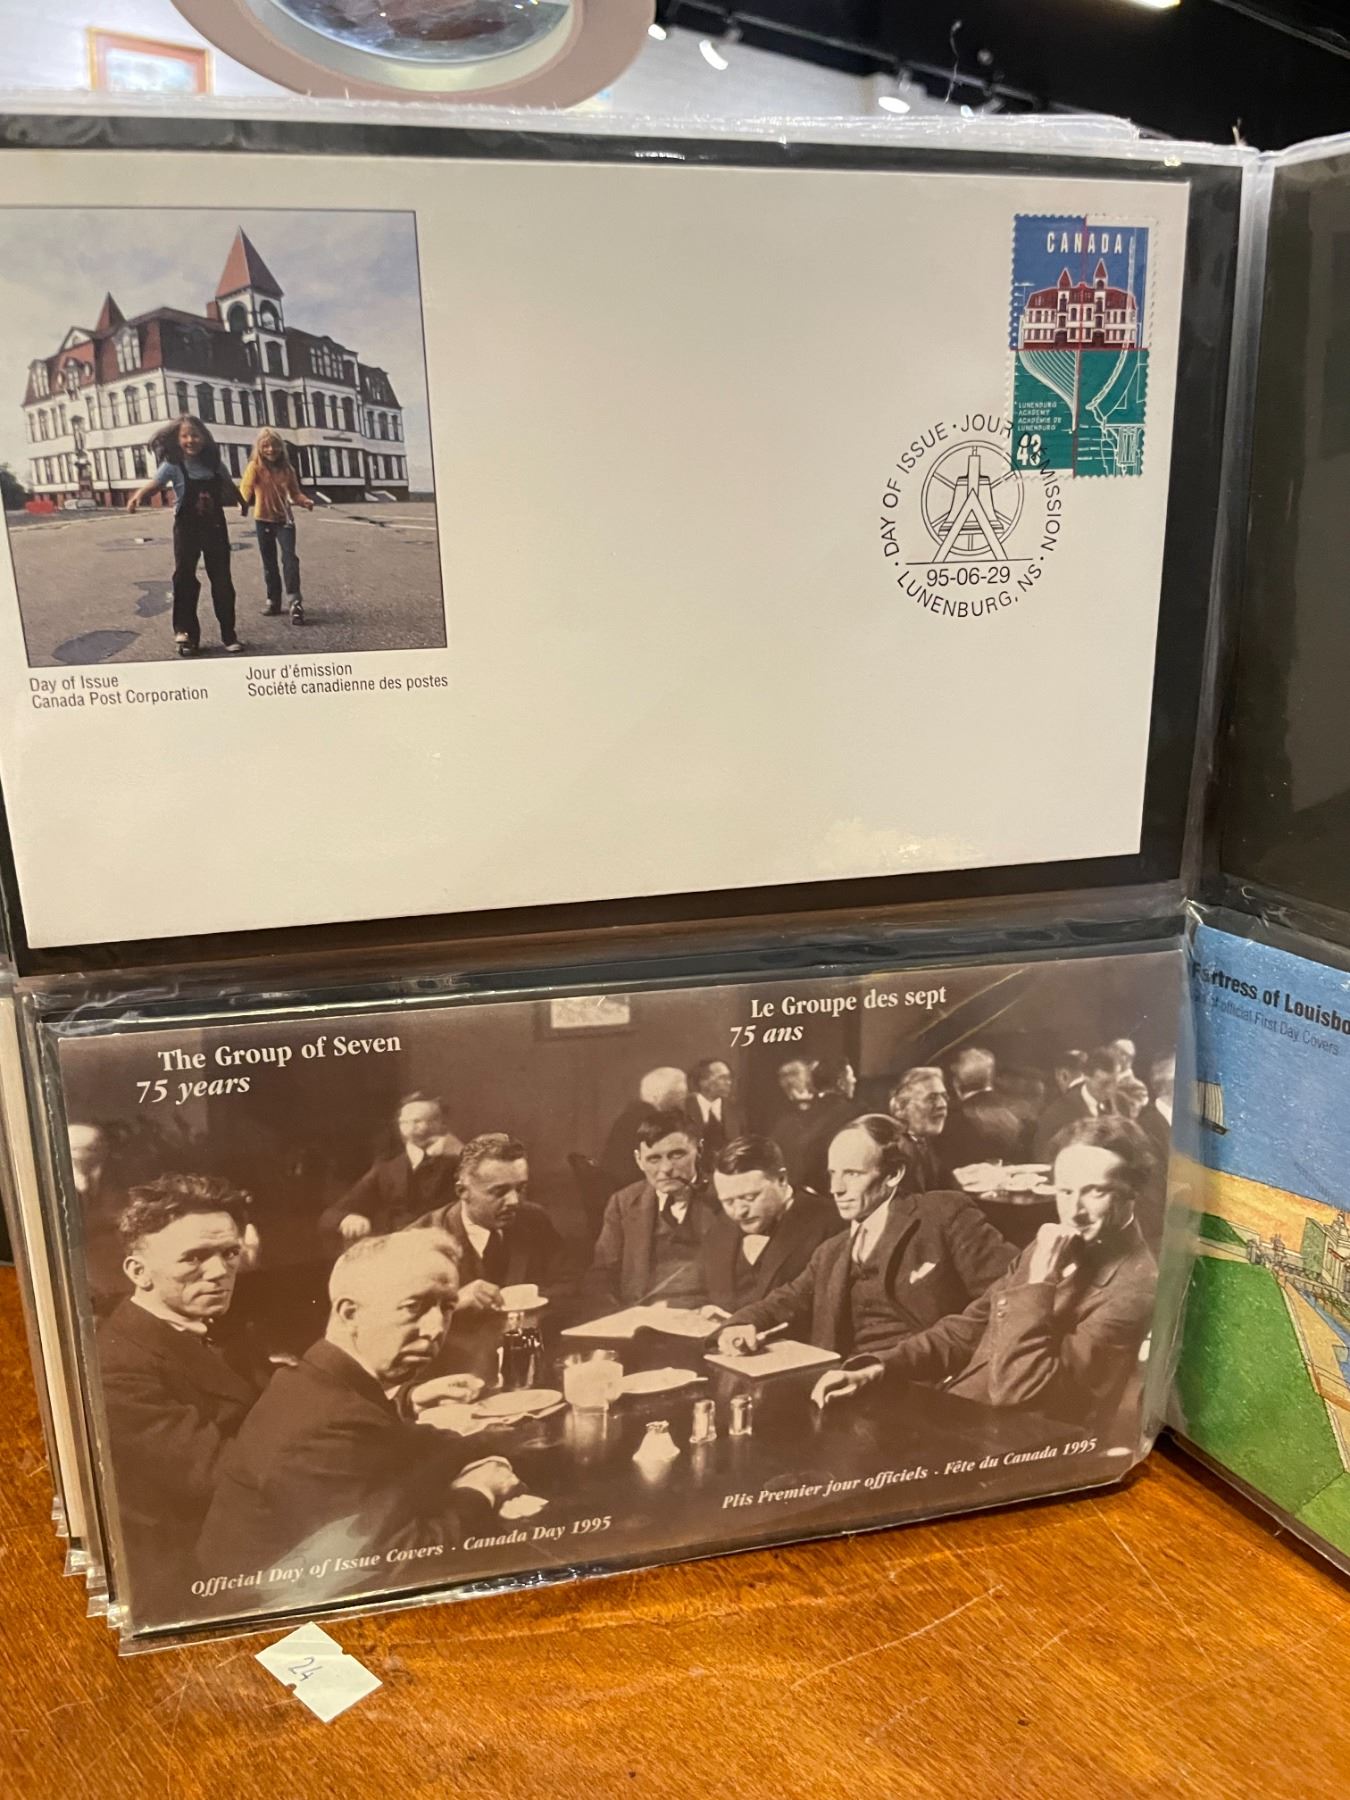 CANADA
LUNENBURG
ACADEMY
ACADÉMIE DE
LUNENBURG
43
DAY OF ISSUE · JOUR D'ÉMISSION
95-06-29
LUNENBURG, NS
Day of Issue
Canada Post Corporation
Jour d'émission
Société canadienne des postes
The Group of Seven
75 years
Le Groupe des sept
75 ans
Official Day of Issue Covers · Canada Day 1995
Plis Premier jour officiels · Fête du Canada 1995
Fortress of Louisbo
of official First Day Covers
24